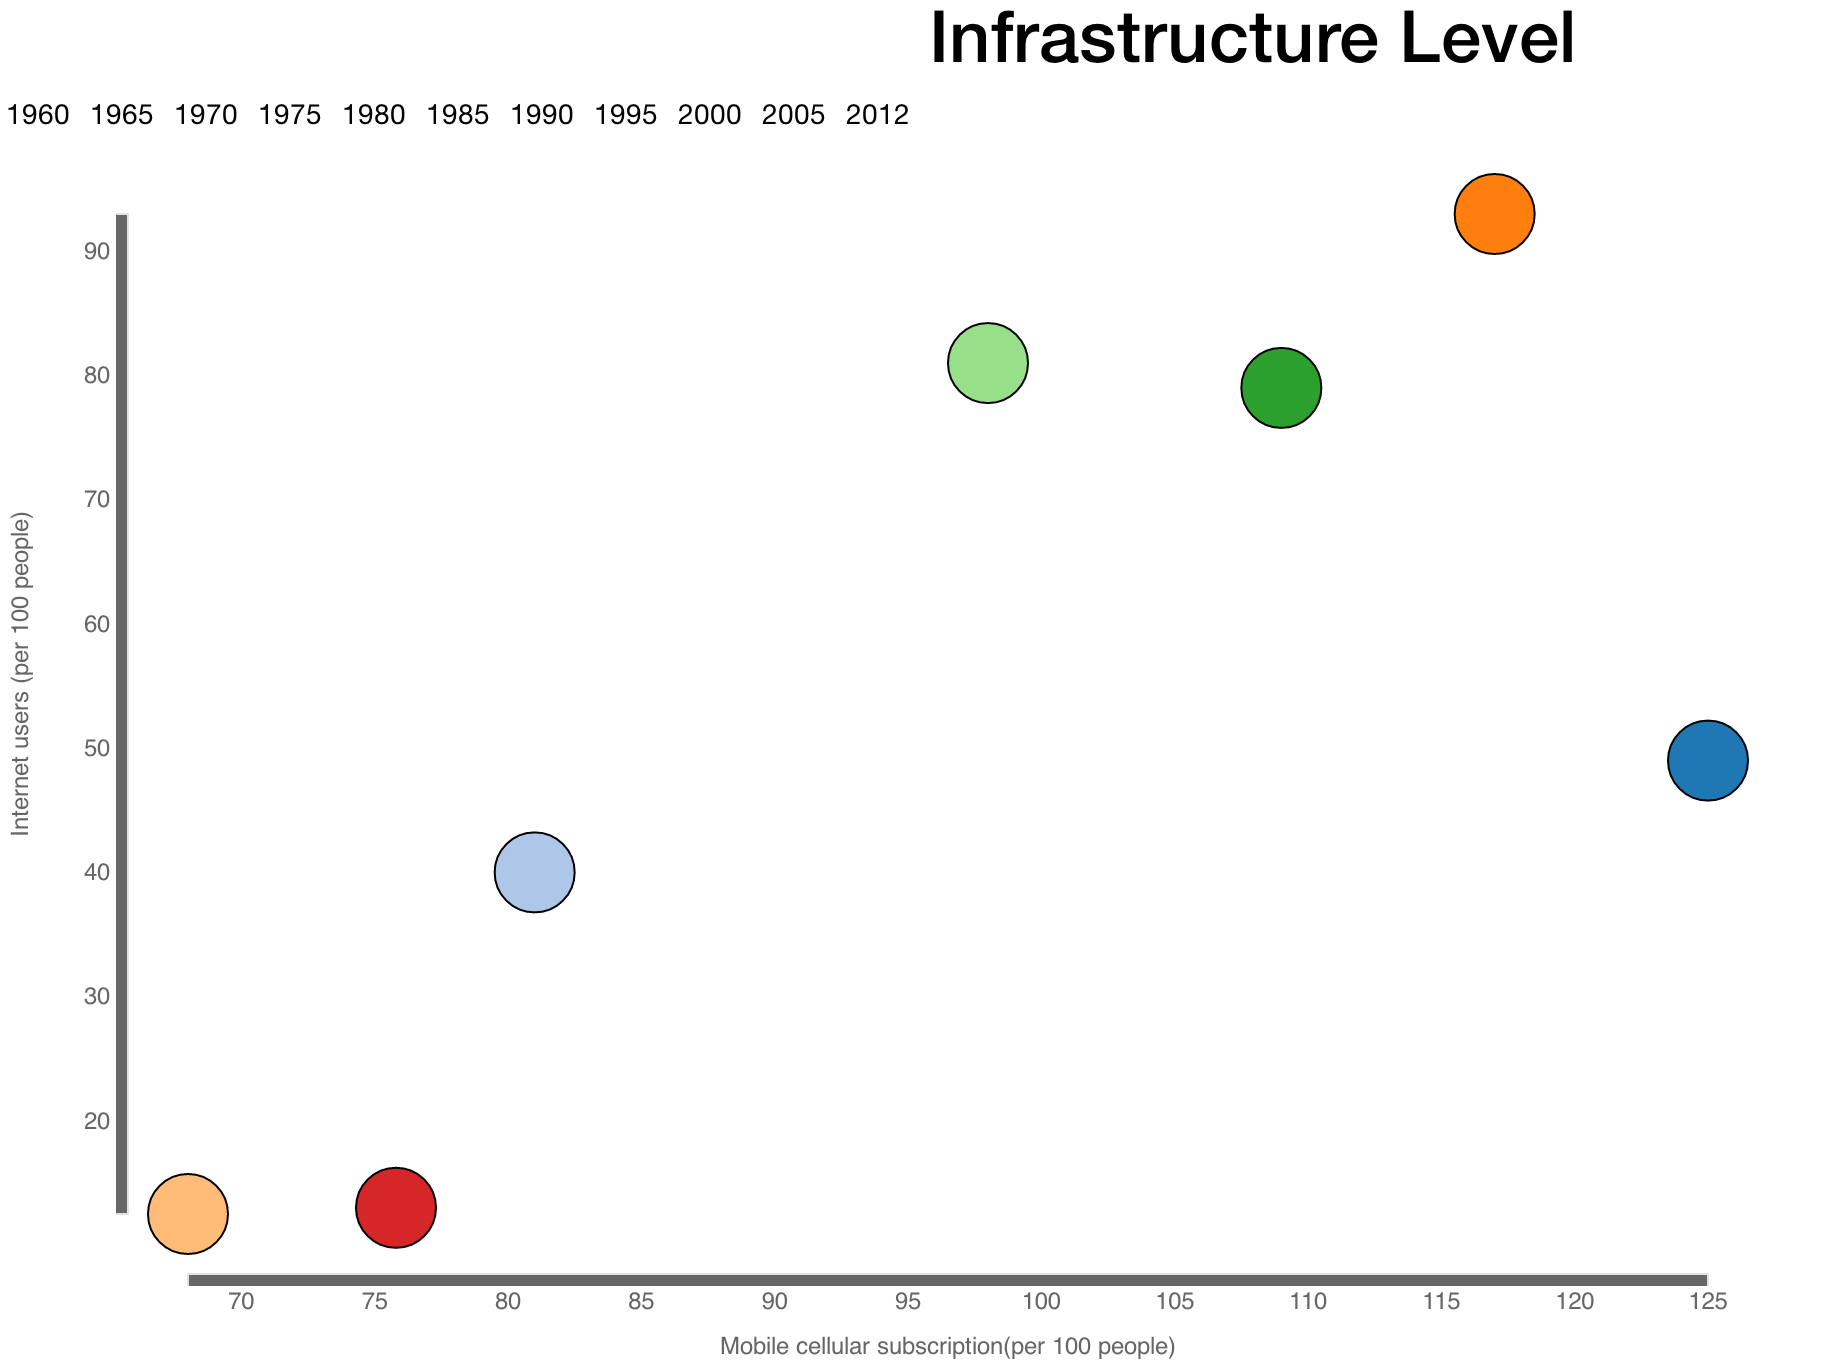 Infrastructure Level
1960 1965 1970 1975 1980 1985 1990 1995 2000 2005 2012
90
80
70
60
50
40
30
20
Internet users (per 100 people)
70 75 80 85 90 95 100 105 110 115 120 125
Mobile cellular subscription(per 100 people)